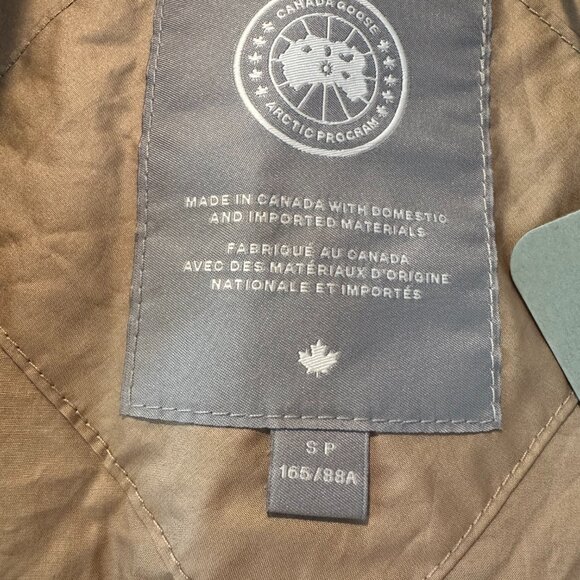 CANADA GOOSE
ARCTIC PROGRAM
MADE IN CANADA WITH DOMESTIC
AND IMPORTED MATERIALS
FABRIQUÉ AU CANADA
AVEC DES MATÉRIAUX D'ORIGINE
NATIONALE ET IMPORTÉS
S P
165/88A